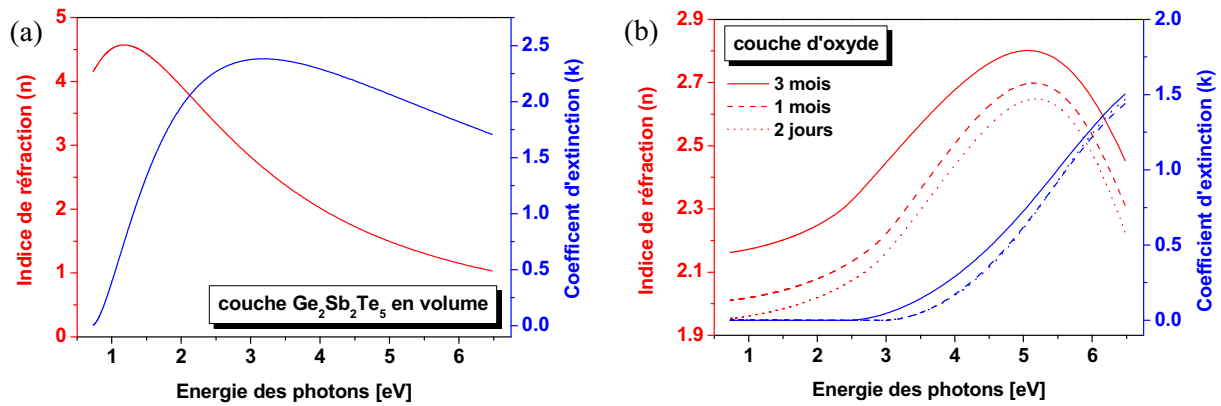 (a)
5
4
3
2
1
0
Indice de réfraction (n)
2.5
2.0
1.5
1.0
0.5
0.0
Coefficent d'extinction (k)
couche Ge2Sb2Te5 en volume
1 2 3 4 5 6
Energie des photons [eV]
(b)
2.9
2.7
2.5
2.3
2.1
1.9
Indice de réfraction (n)
couche d'oxyde
3 mois
1 mois
2 jours
2.0
1.5
1.0
0.5
0.0
Coefficient d'extinction (k)
1 2 3 4 5 6
Energie des photons [eV]